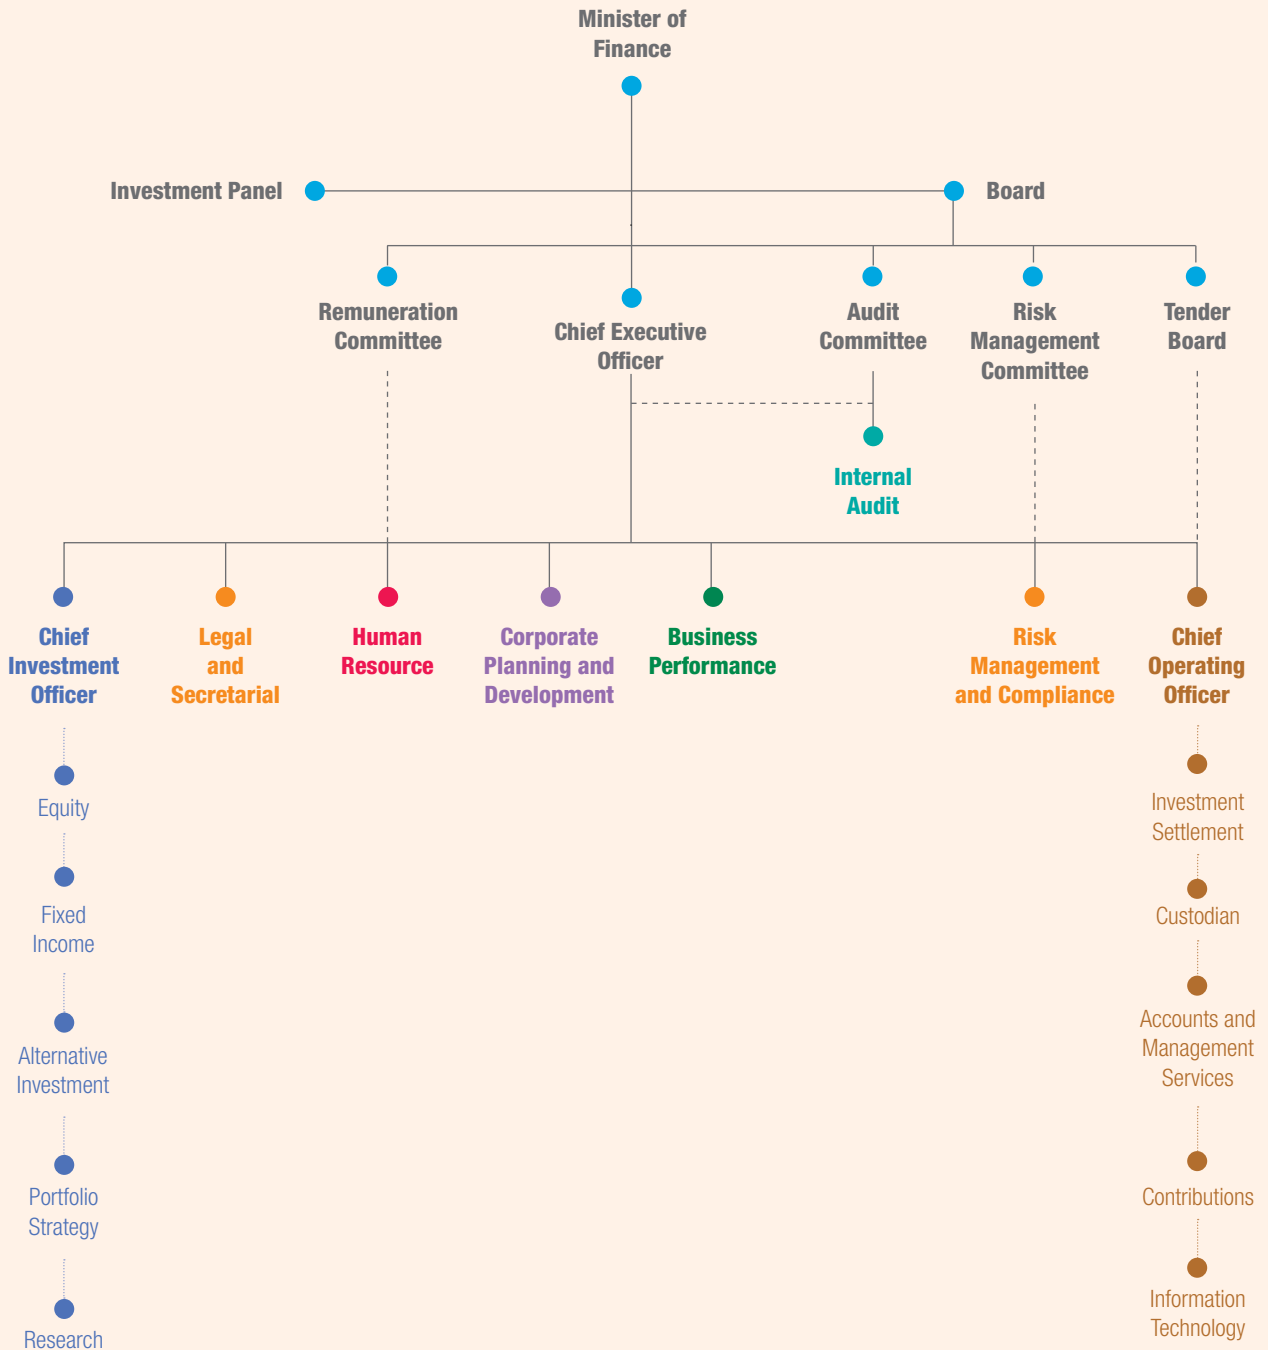 Minister of
Finance
Investment Panel
Board
Remuneration
Committee
Chief Executive
Officer
Audit
Committee
Risk
Management
Committee
Tender
Board
Internal
Audit
Chief
Investment
Officer
Legal
and
Secretarial
Human
Resource
Corporate
Planning and
Development
Business
Performance
Risk
Management
and Compliance
Chief
Operating
Officer
Equity
Fixed
Income
Alternative
Investment
Portfolio
Strategy
Research
Investment
Settlement
Custodian
Accounts and
Management
Services
Contributions
Information
Technology